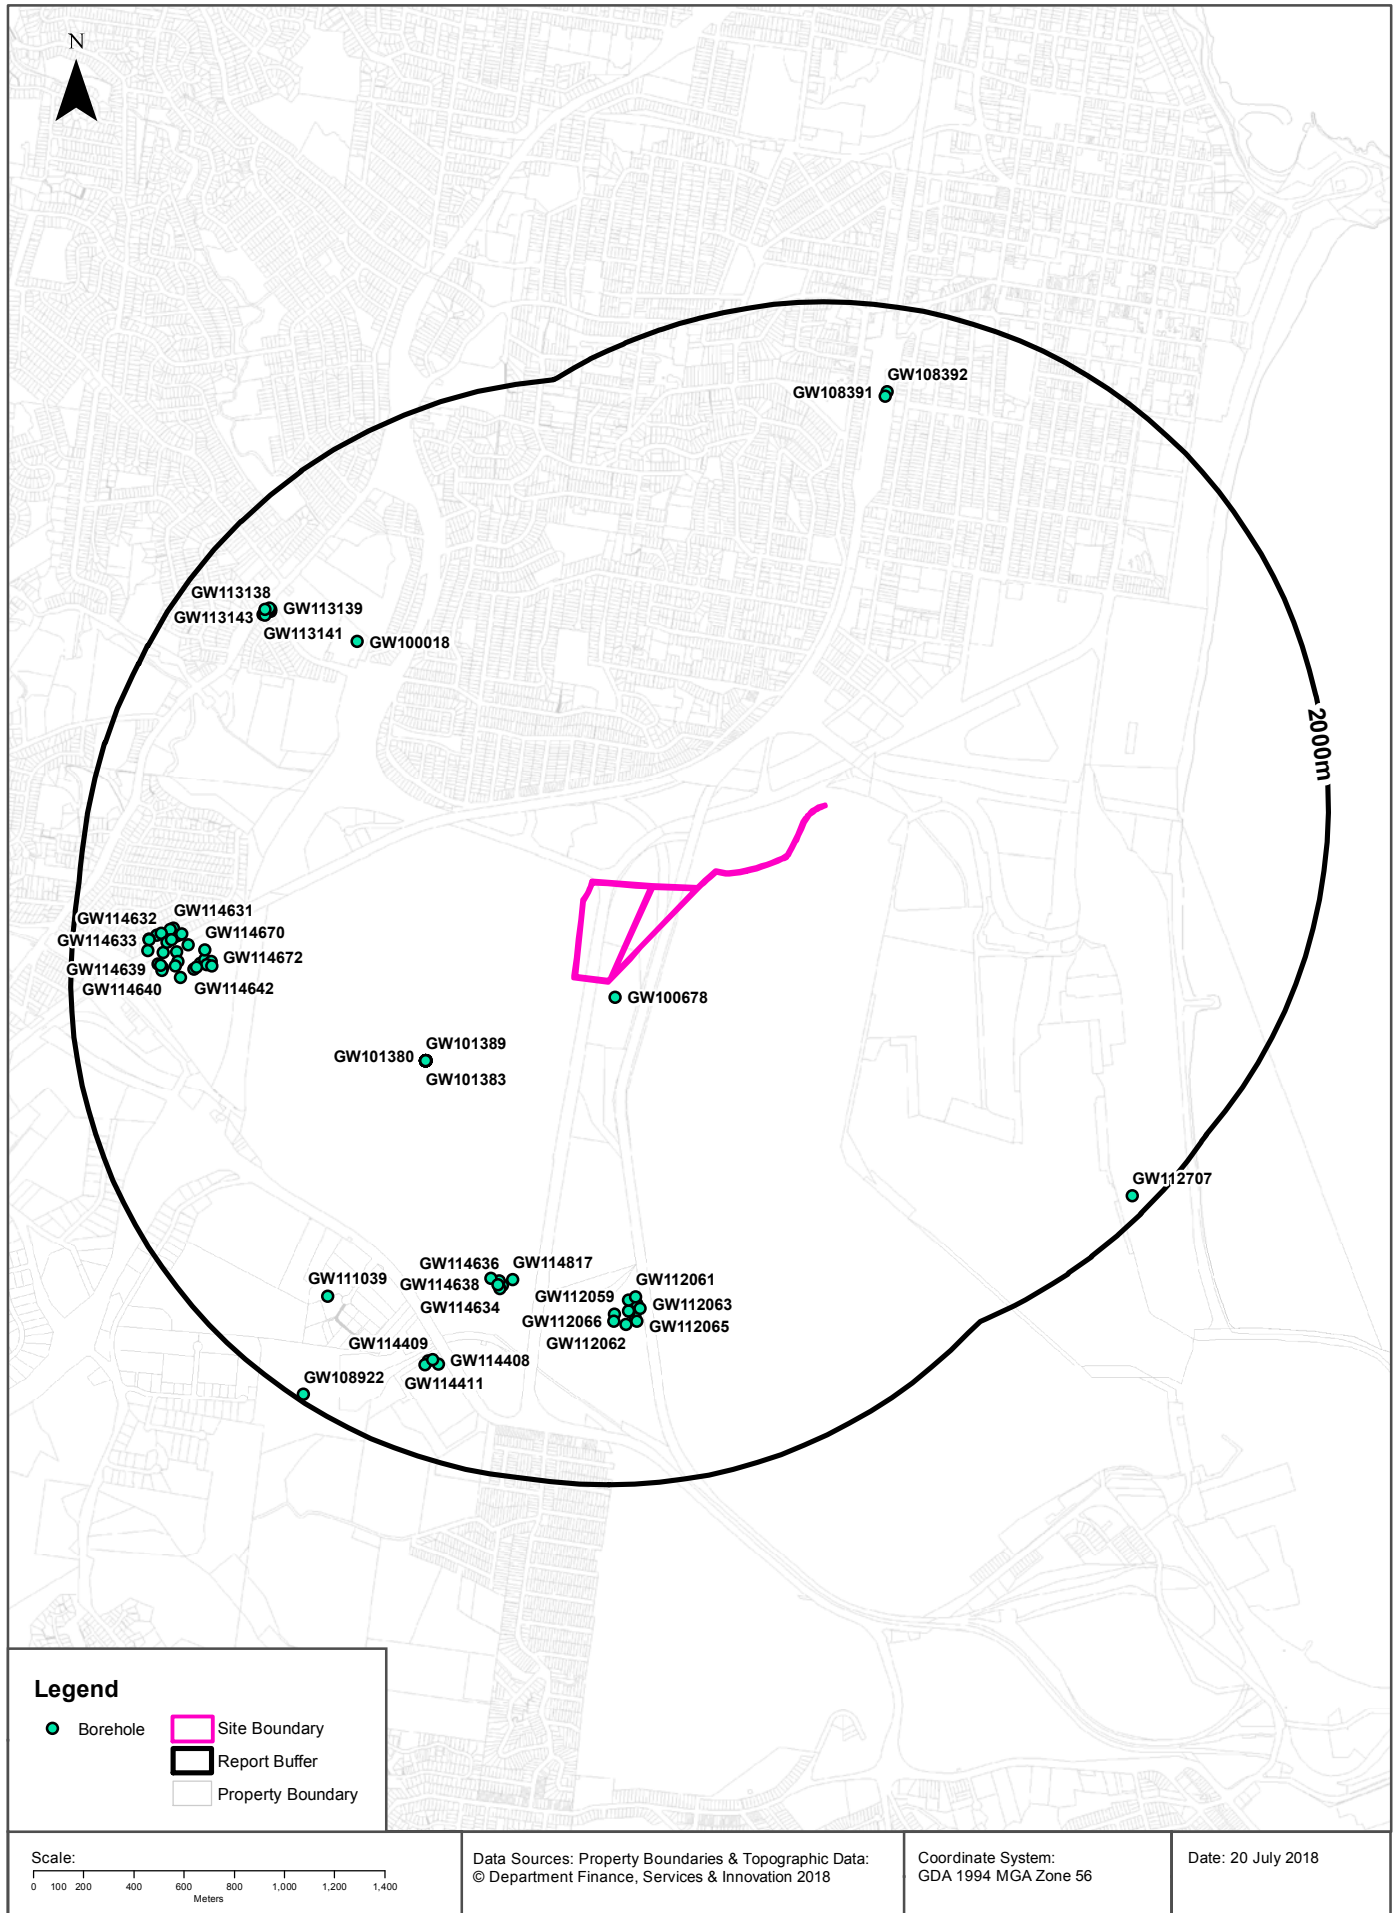 N
GW108392
GW108391
GW113138
GW113139
GW113143
GW113141
GW100018
2000m
GW114631
GW114632
GW114670
GW114633
GW114672
GW114639
GW114640
GW114642
GW100678
GW101389
GW101380
GW101383
GW112707
GW114636
GW114817
GW111039
GW114638
GW114634
GW112061
GW112059
GW112063
GW112066
GW112065
GW112062
GW114409
GW114408
GW114411
GW108922
Legend
Borehole
Site Boundary
Report Buffer
Property Boundary
Scale:
0 100 200 400 600 800 1,000 1,200 1,400
Meters
Data Sources: Property Boundaries & Topographic Data:
© Department Finance, Services & Innovation 2018
Coordinate System:
GDA 1994 MGA Zone 56
Date: 20 July 2018